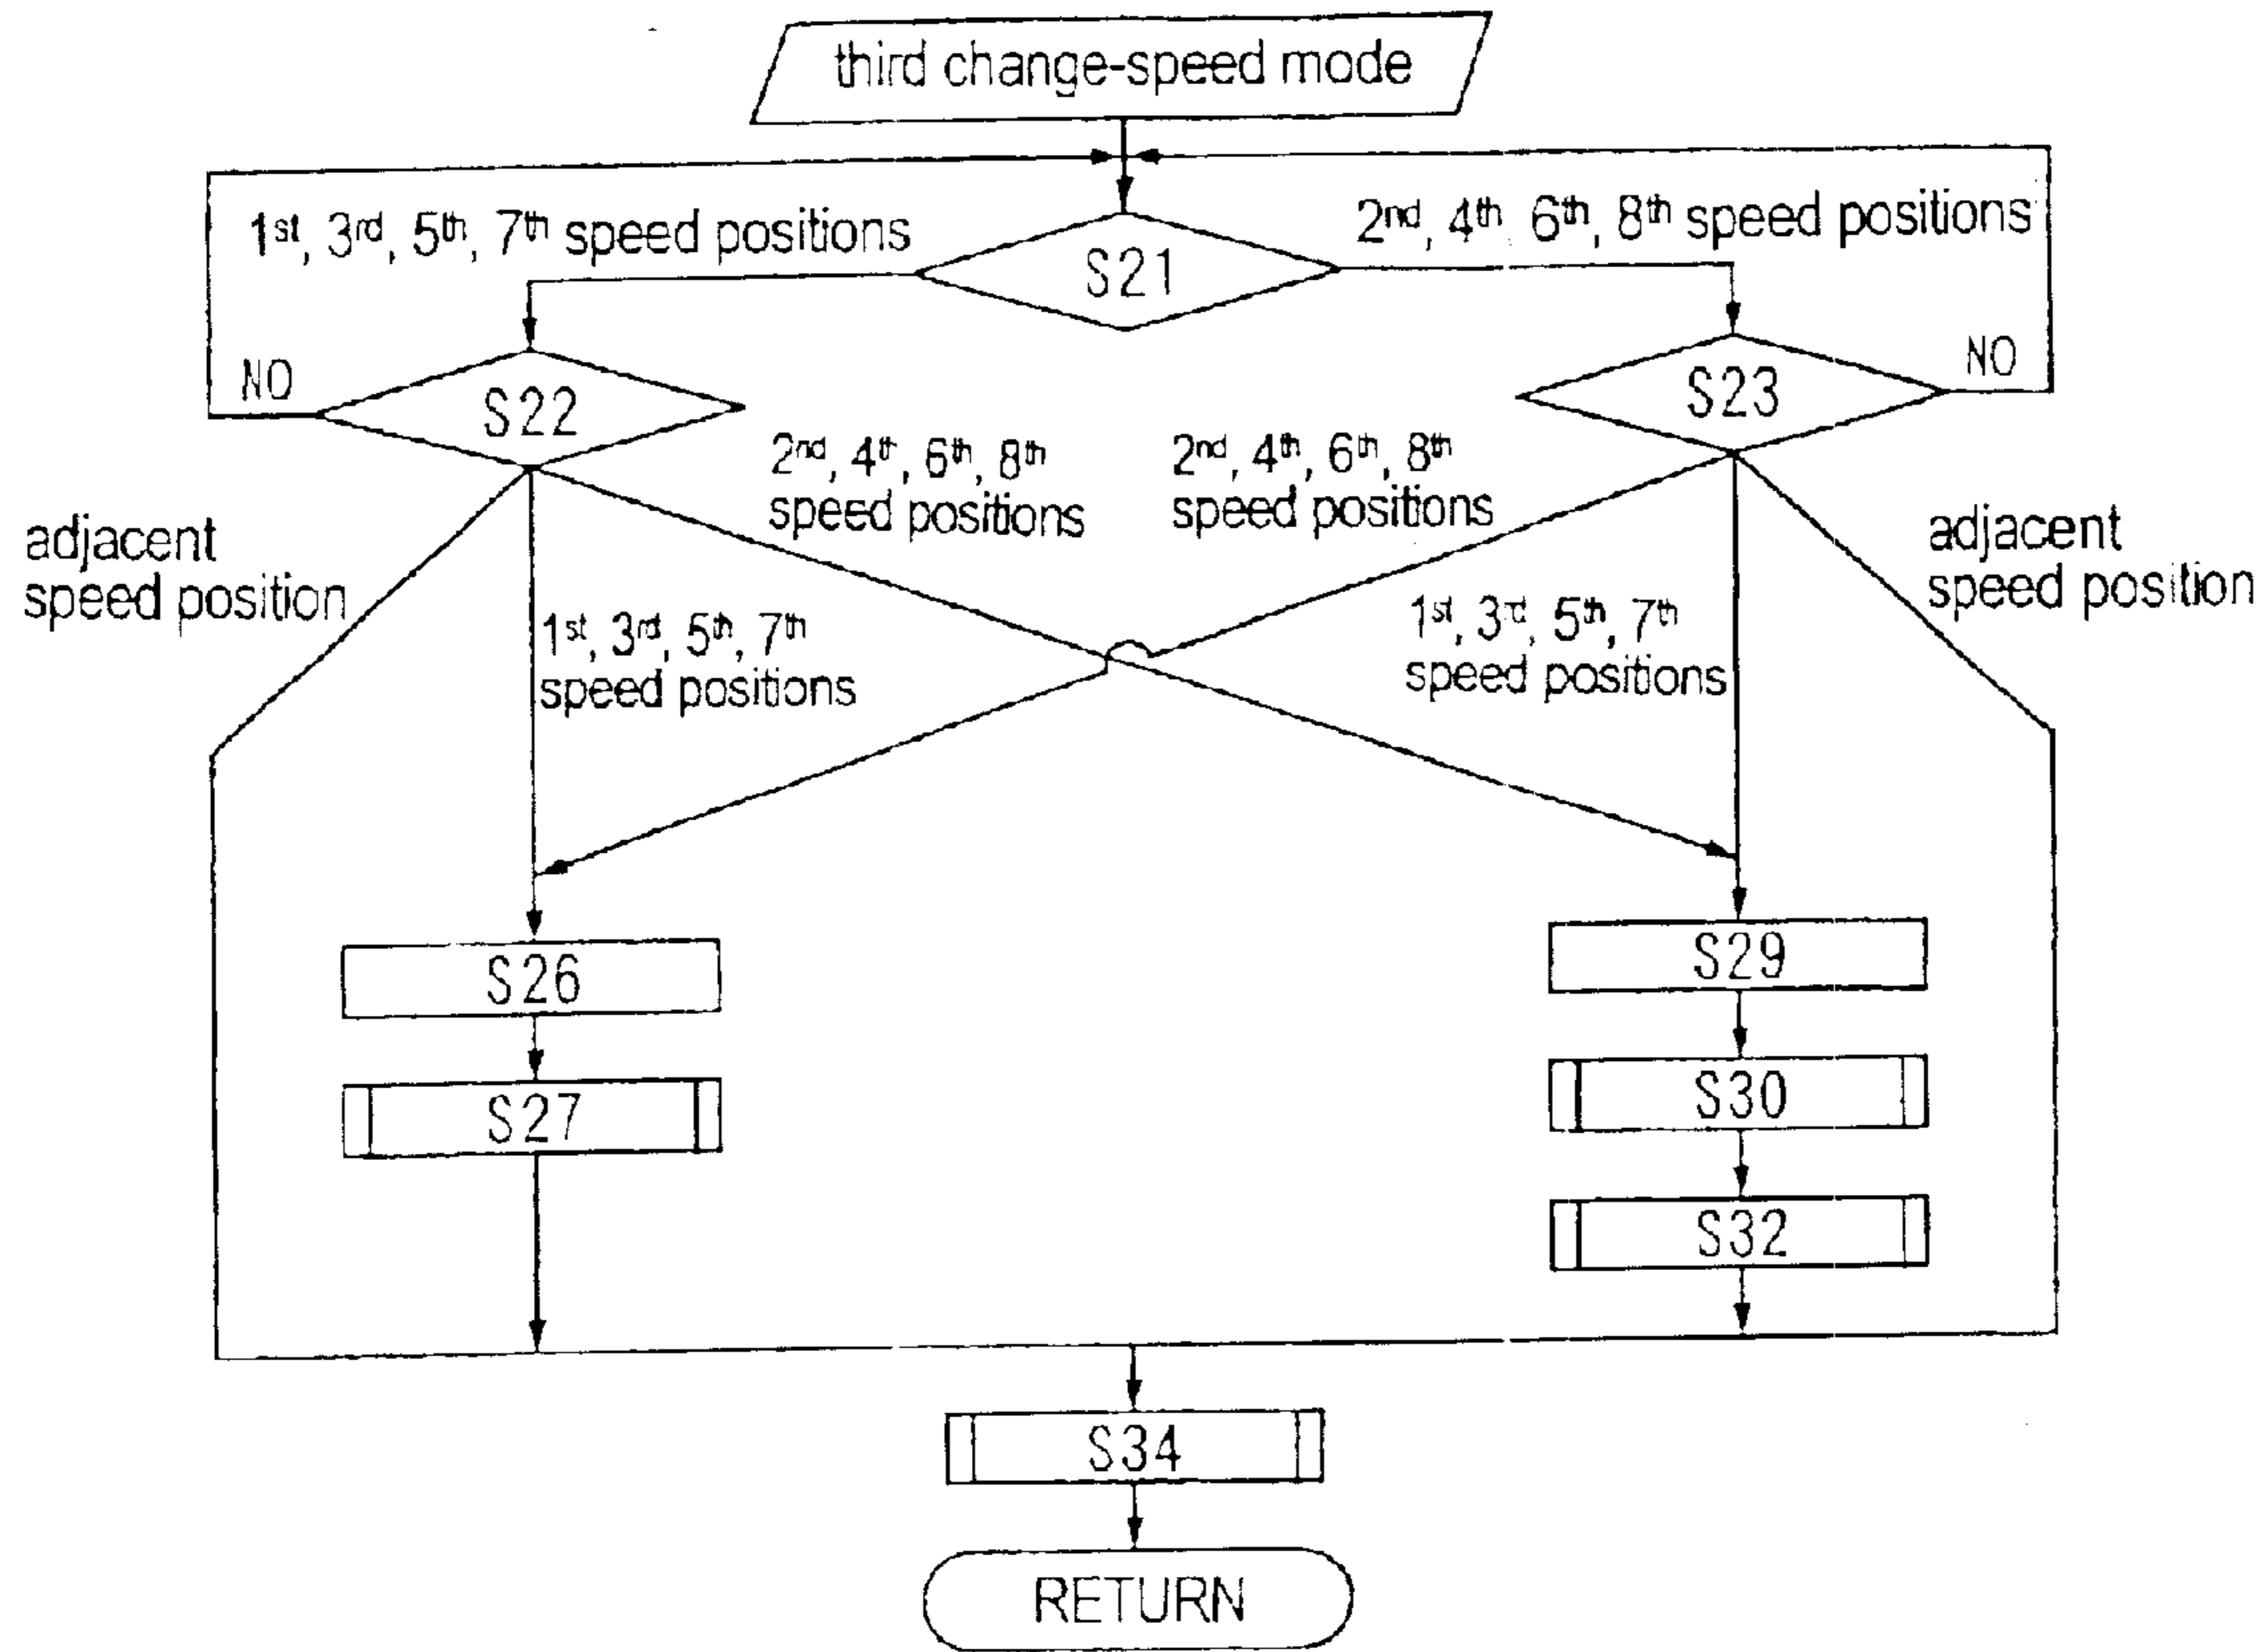 third change-speed mode
1st, 3rd, 5th, 7th speed positions
2nd, 4th, 6th, 8th speed positions
S21
NO
S22
S23
NO
2nd, 4th, 6th, 8th
speed positions
2nd, 4th, 6th, 8th
speed positions
adjacent
speed position
adjacent
speed position
1st, 3rd, 5th, 7th
speed positions
1st, 3rd, 5th, 7th
speed positions
S26
S29
S27
S30
S32
S34
RETURN